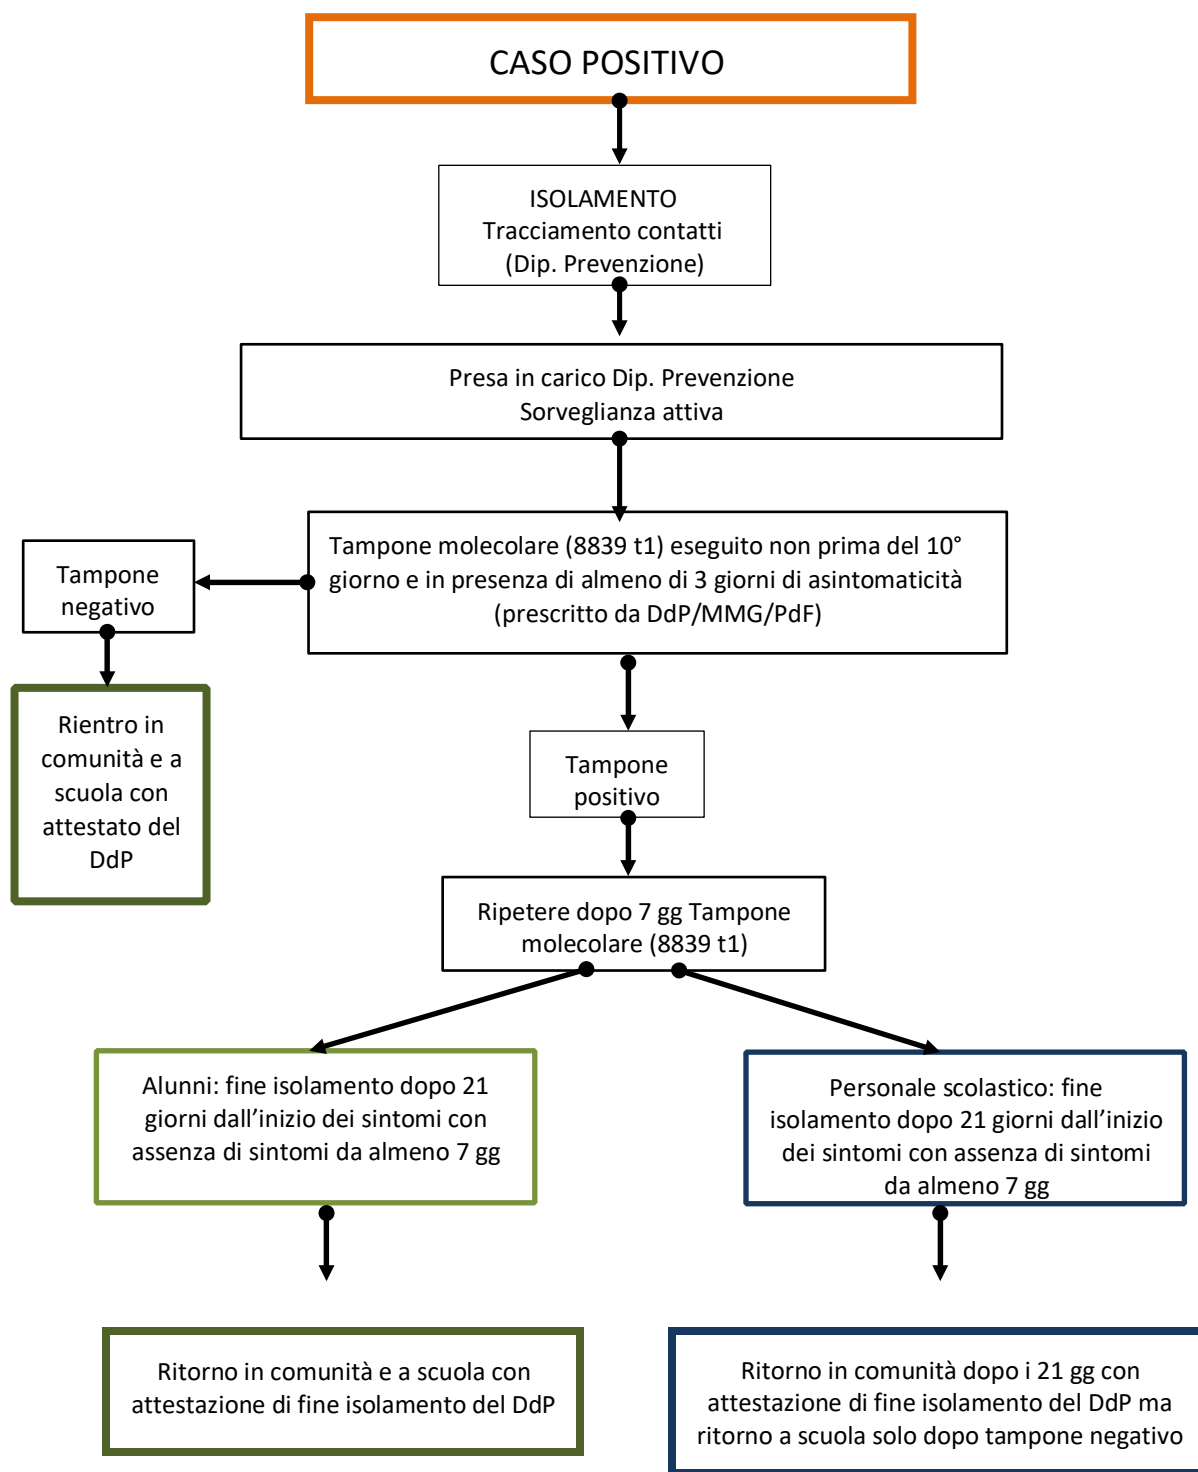 CASO POSITIVO
ISOLAMENTO
Tracciamento contatti
(Dip. Prevenzione)
Presa in carico Dip. Prevenzione
Sorveglianza attiva
Tampone molecolare (8839 t1) eseguito non prima del 10°
giorno e in presenza di almeno di 3 giorni di asintomaticità
(prescritto da DdP/MMG/PdF)
Tampone
negativo
Rientro in
comunità e a
scuola con
attestato del
DdP
Tampone
positivo
Ripetere dopo 7 gg Tampone
molecolare (8839 t1)
Alunni: fine isolamento dopo 21
giorni dall’inizio dei sintomi con
assenza di sintomi da almeno 7 gg
Personale scolastico: fine
isolamento dopo 21 giorni dall’inizio
dei sintomi con assenza di sintomi
da almeno 7 gg
Ritorno in comunità e a scuola con
attestazione di fine isolamento del DdP
Ritorno in comunità dopo i 21 gg con
attestazione di fine isolamento del DdP ma
ritorno a scuola solo dopo tampone negativo